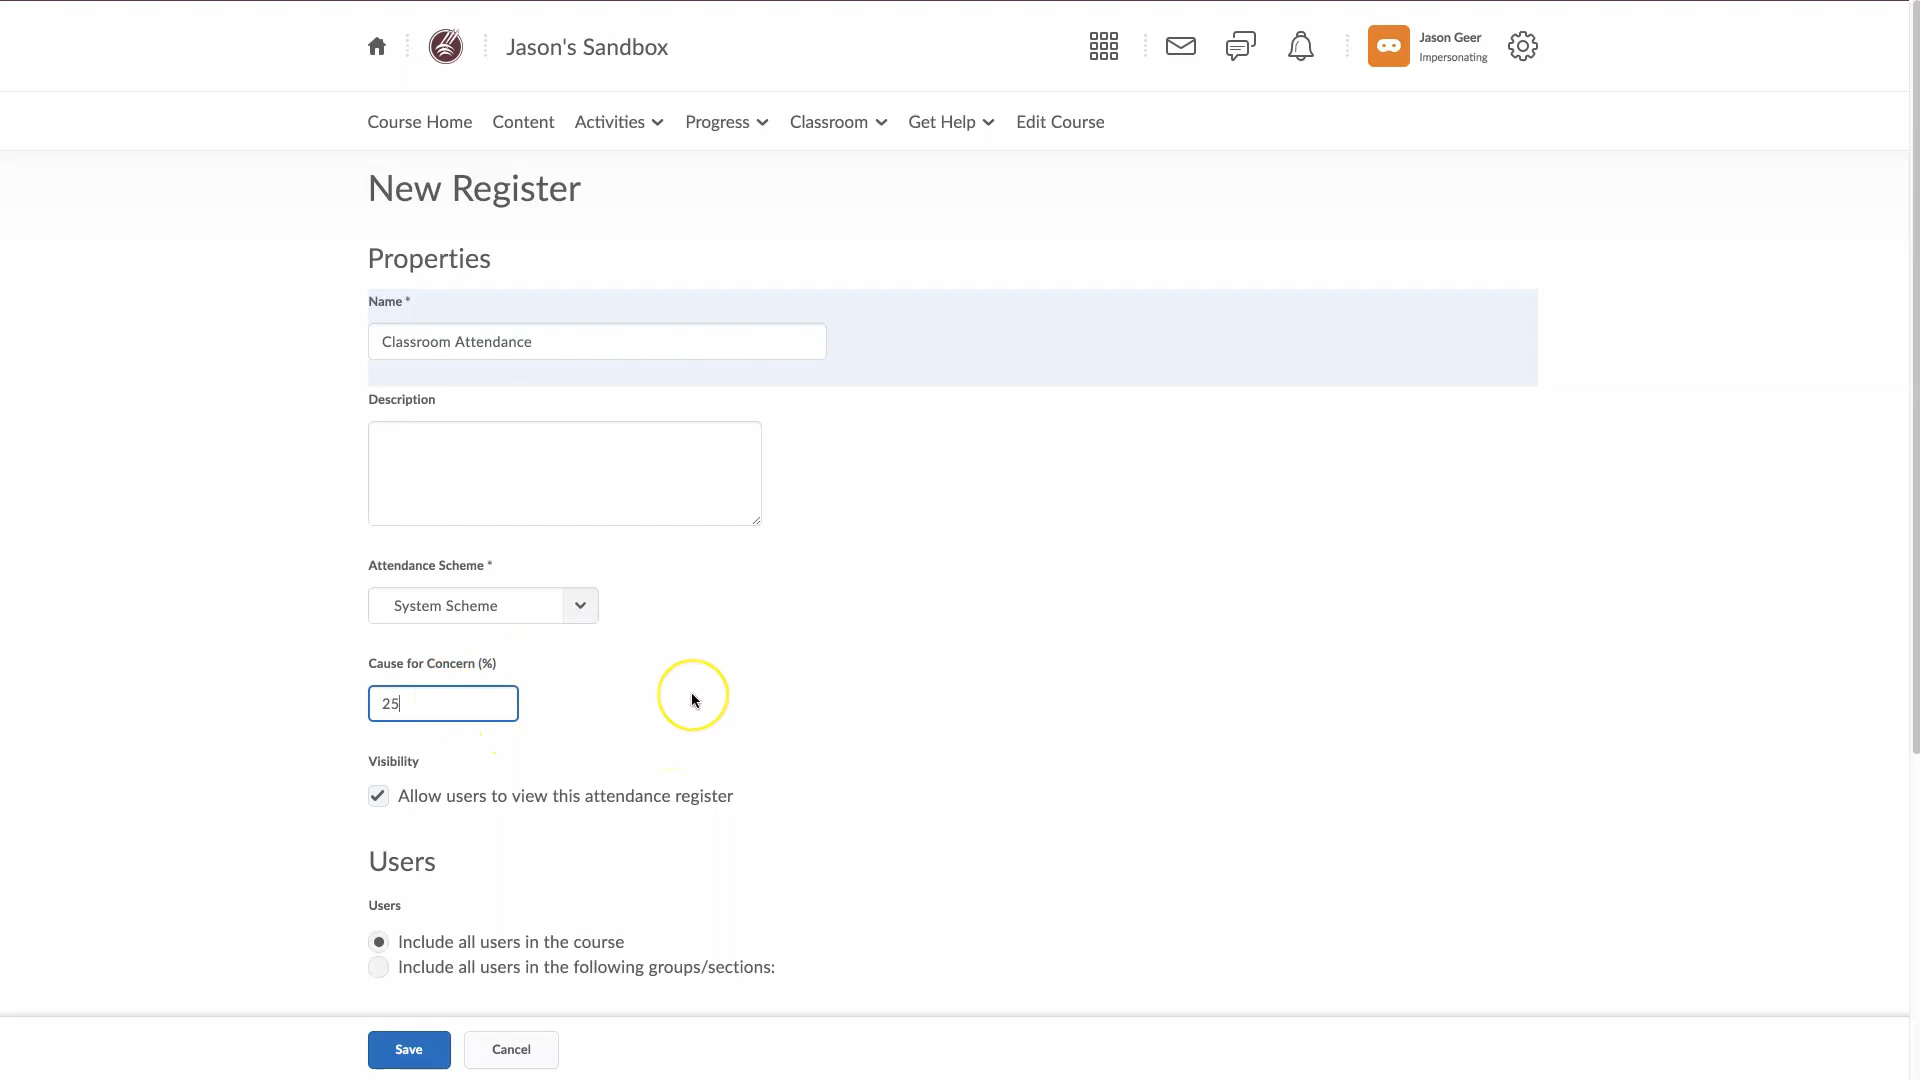 Jason's Sandbox
Jason Geer
Impersonating
Course Home Content Activities Progress Classroom Get Help Edit Course
New Register
Properties
Name *
Classroom Attendance
Description
Attendance Scheme *
System Scheme
Cause for Concern (%)
25
Visibility
Allow users to view this attendance register
Users
Users
Include all users in the course
Include all users in the following groups/sections:
Save Cancel